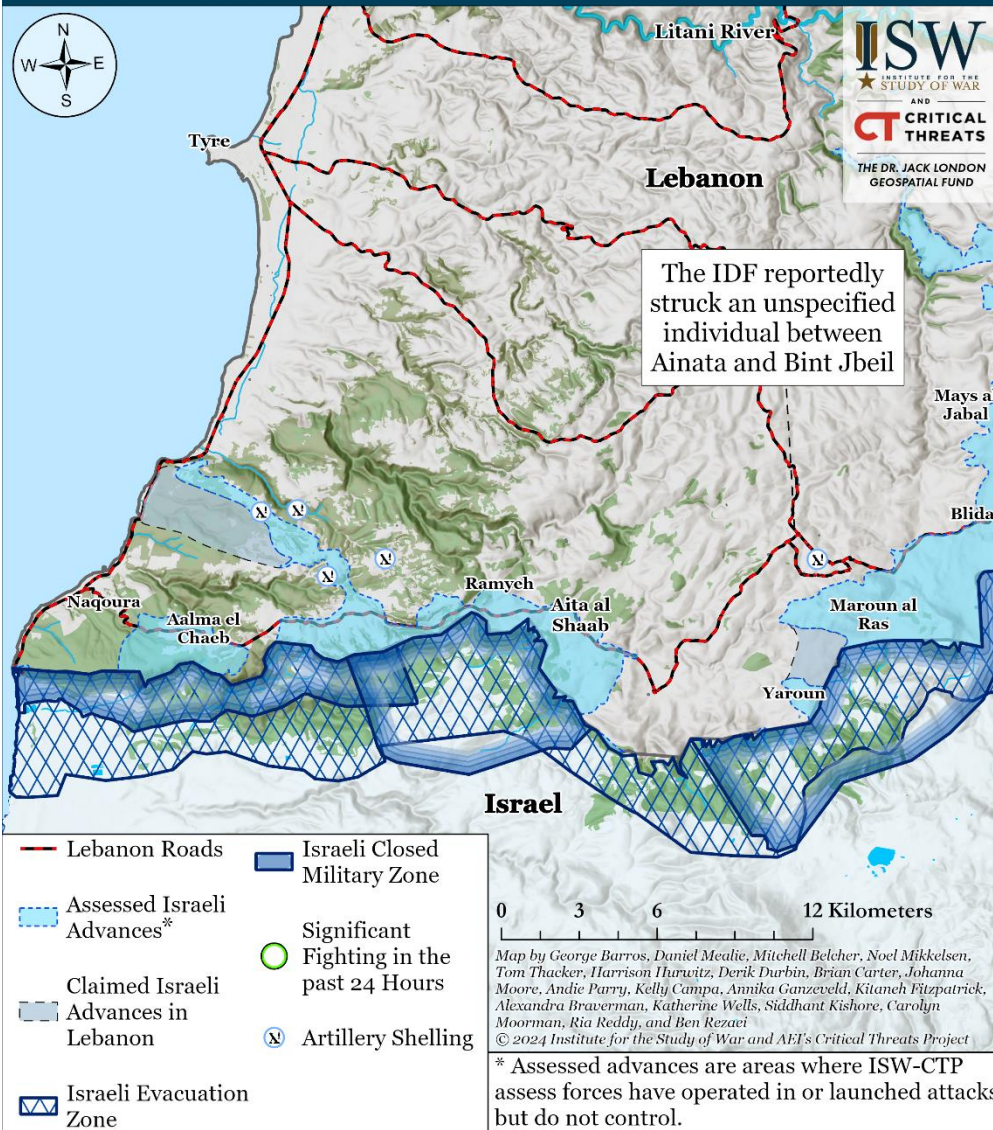 N
W E
S
Litani River
ISW
INSTITUTE FOR THE
STUDY OF WAR
AND
CT CRITICAL
THREATS
THE DR. JACK LONDON
GEOSPATIAL FUND
Tyre
Lebanon
The IDF reportedly
struck an unspecified
individual between
Ainata and Bint Jbeil
Mays al
Jabal
Blida
Naqoura
Aalma el
Chaeb
Ramych
Aita al
Shaab
Maroun al
Ras
Yaroun
Israel
Lebanon Roads
Assessed Israeli
Advances*
Claimed Israeli
Advances in
Lebanon
Israeli Evacuation
Zone
Israeli Closed
Military Zone
Significant
Fighting in the
past 24 Hours
Artillery Shelling
0 3 6 12 Kilometers
Map by George Barros, Daniel Mealie, Mitchell Belcher, Noel Mikkelsen,
Tom Thacker, Harrison Hurwitz, Derik Durbin, Brian Carter, Johanna
Moore, Andie Parry, Kelly Campa, Annika Ganzeveld, Kitaneh Fitzpatrick,
Alexandra Braverman, Katherine Wells, Siddhant Kishore, Carolyn
Moorman, Ria Reddy, and Ben Rezaei
© 2024 Institute for the Study of War and AEI's Critical Threats Project
* Assessed advances are areas where ISW-CTP
assess forces have operated in or launched attacks
but do not control.